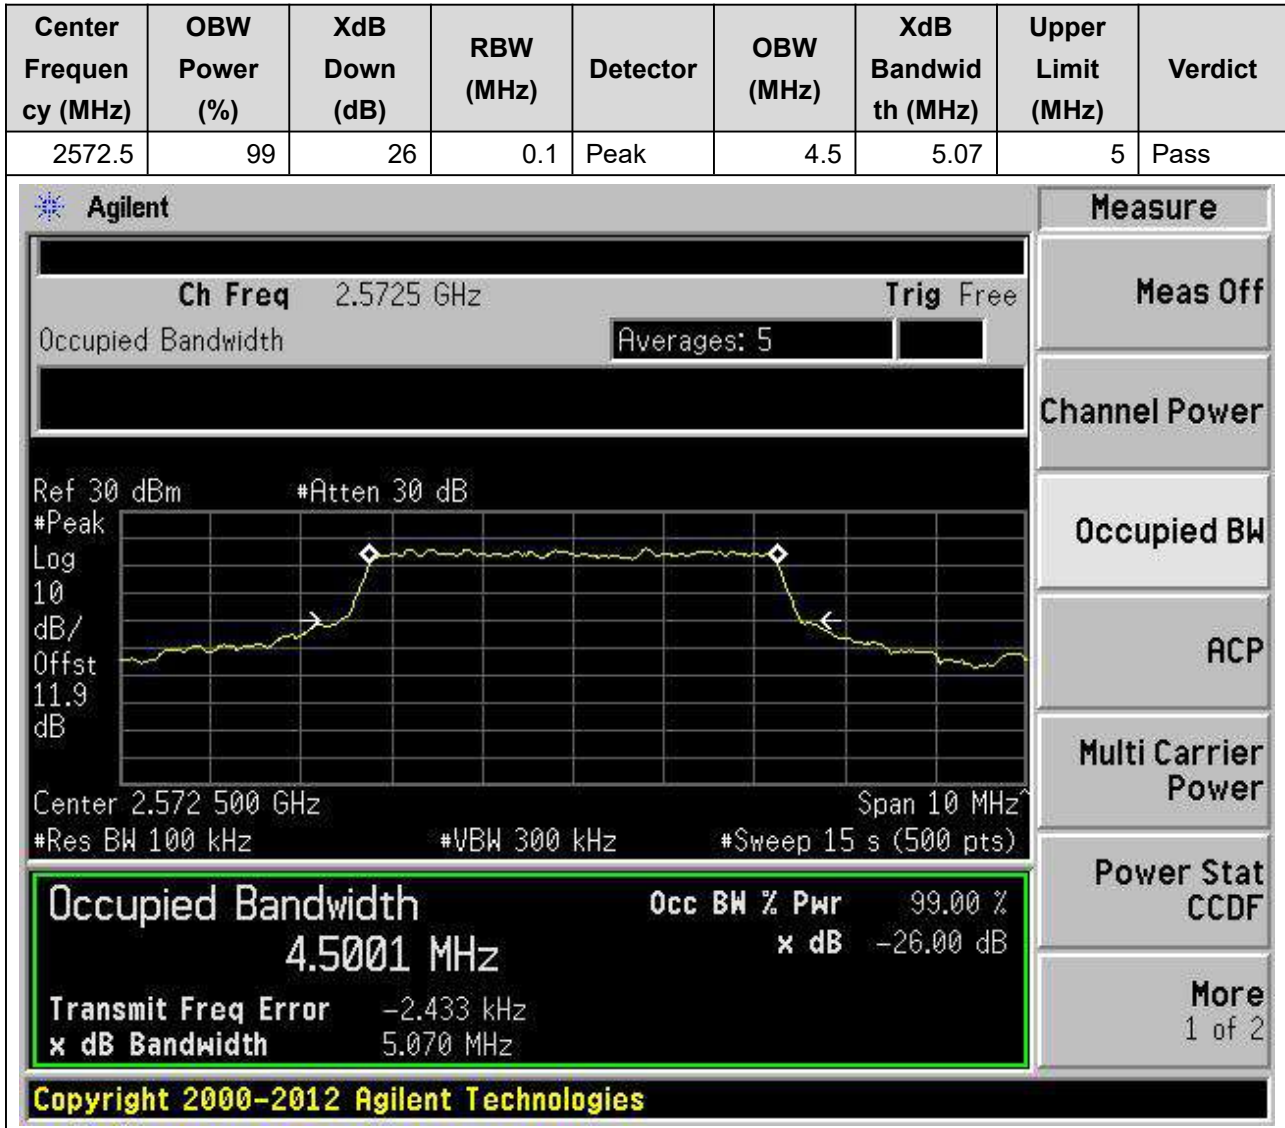 Center Frequen cy (MHz) OBW Power (%) XdB Down (dB) RBW (MHz) Detector OBW (MHz) XdB Bandwid th (MHz) Upper Limit (MHz) Verdict
2572.5 99 26 0.1 Peak 4.5 5.07 5 Pass
Agilent
Measure
Ch Freq 2.5725 GHz Trig Free
Occupied Bandwidth Averages: 5
Ref 30 dBm #Atten 30 dB
#Peak
Log
10
dB/
Offst
11.9
dB
Center 2.572 500 GHz Span 10 MHz^
#Res BW 100 kHz #VBW 300 kHz #Sweep 15 s (500 pts)
Occupied Bandwidth Occ BW % Pwr 99.00 %
4.5001 MHz x dB -26.00 dB
Transmit Freq Error -2.433 kHz
x dB Bandwidth 5.070 MHz
Meas Off
Channel Power
Occupied BW
ACP
Multi Carrier
Power
Power Stat
CCDF
More
1 of 2
Copyright 2000-2012 Agilent Technologies